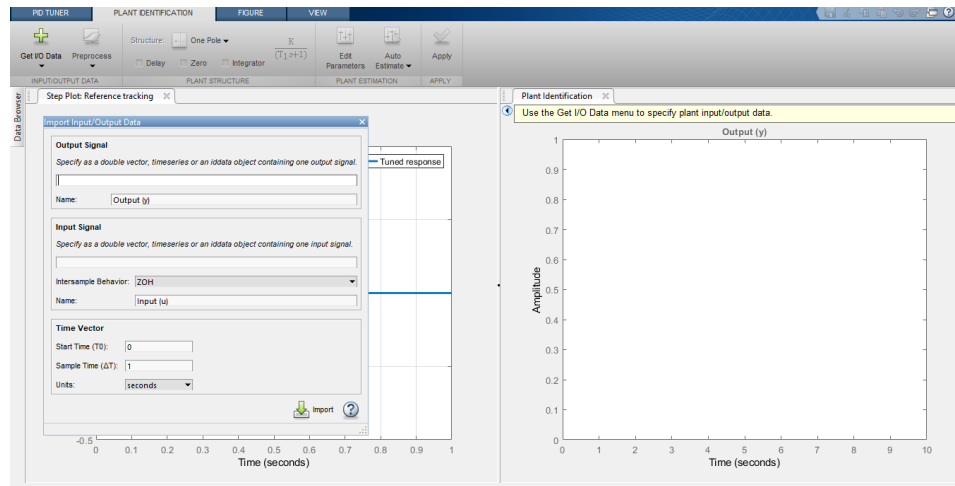 PID TUNER PLANT IDENTIFICATION FIGURE VIEW
Get I/O Data Preprocess
Structure: One Pole
Delay Zero Integrator
K
(T1s+1)
Edit Parameters
Auto Estimate
Apply
INPUT/OUTPUT DATA PLANT STRUCTURE PLANT ESTIMATION APPLY
Data Browser
Step Plot: Reference tracking
Import Input/Output Data
Output Signal
Specify as a double vector, timeseries or an iddata object containing one output signal.
Name: Output (y)
Input Signal
Specify as a double vector, timeseries or an iddata object containing one input signal.
Intersample Behavior: ZOH
Name: Input (u)
Time Vector
Start Time (T0): 0
Sample Time (ΔT): 1
Units: seconds
Import
Tuned response
-0.5
0 0.1 0.2 0.3 0.4 0.5 0.6 0.7 0.8 0.9 1
Time (seconds)
Plant Identification
Use the Get I/O Data menu to specify plant input/output data.
Output (y)
1
0.9
0.8
0.7
0.6
0.5
0.4
0.3
0.2
0.1
0
Amplitude
0 1 2 3 4 5 6 7 8 9 10
Time (seconds)